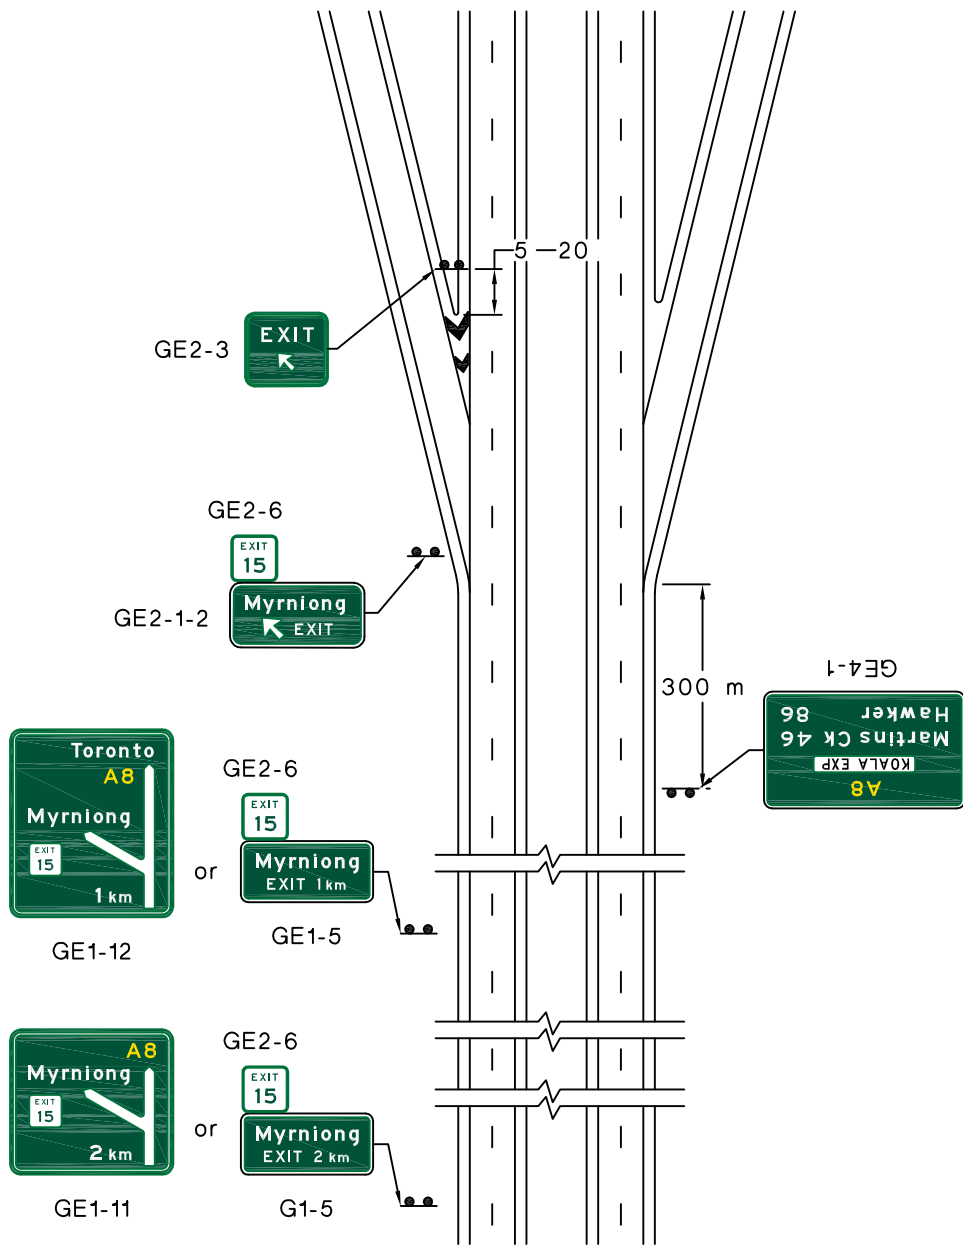 5 — 20
EXIT
GE2-3
GE2-6
EXIT
15
Myrniong
EXIT
GE2-1-2
300 m
GE4-1
A8
KOALA EXP
Martins Ck 46
Hawker 86
Toronto
A8
Myrniong
EXIT
15
1 km
GE1-12
or
GE2-6
EXIT
15
Myrniong
EXIT 1 km
GE1-5
A8
Myrniong
EXIT
15
2 km
GE1-11
or
GE2-6
EXIT
15
Myrniong
EXIT 2 km
G1-5